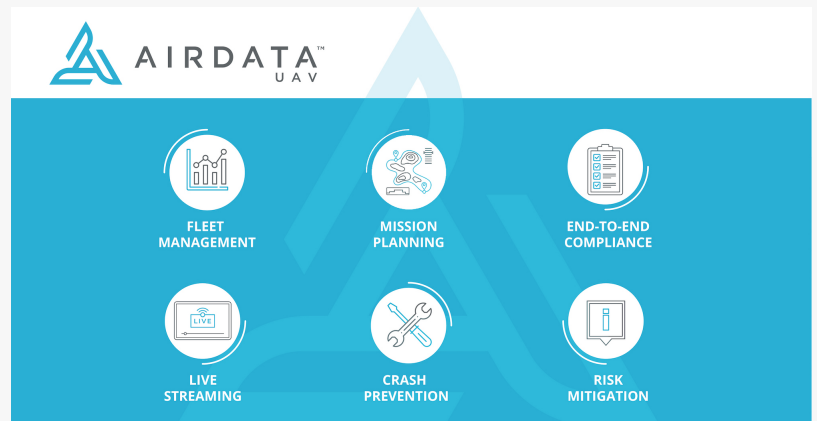 AIRDATA™
UAV
FLEET
MANAGEMENT
MISSION
PLANNING
END-TO-END
COMPLIANCE
LIVE
LIVE
STREAMING
CRASH
PREVENTION
RISK
MITIGATION